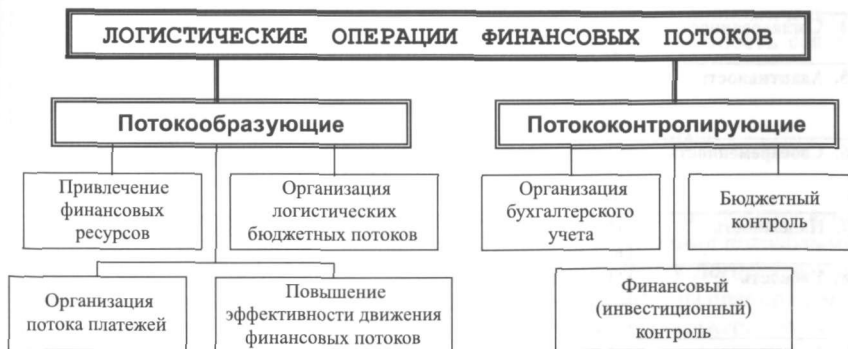 ЛОГИСТИЧЕСКИЕ ОПЕРАЦИИ ФИНАНСОВЫХ ПОТОКОВ
Потокообразующие
Потококонтролирующие
Привлечение
финансовых
ресурсов
Организация
логистических
бюджетных потоков
Организация
бухгалтерского
учета
Бюджетный
контроль
Организация
потока платежей
Повышение
эффективности движения
финансовых потоков
Финансовый
(инвестиционный)
контроль